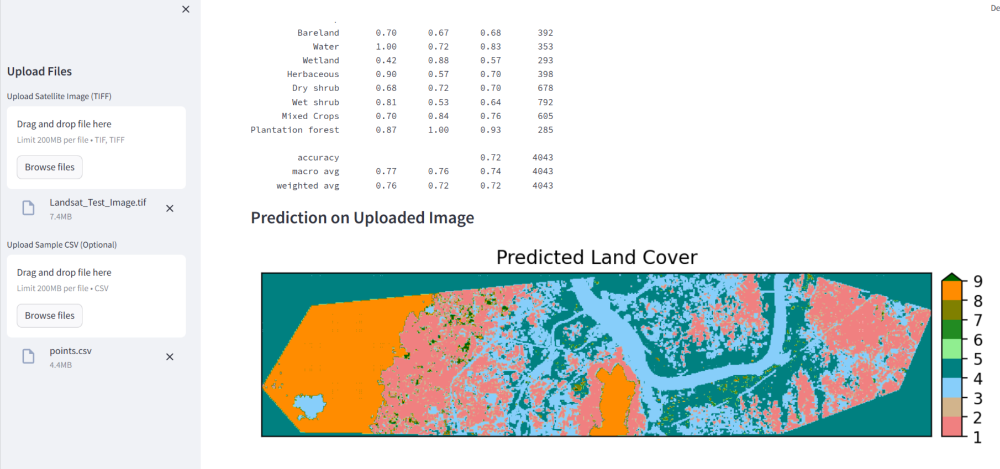 De
Upload Files
Upload Satellite Image (TIFF)
Drag and drop file here
Limit 200MB per file • TIF, TIFF
Browse files
Landsat_Test_Image.tif
7.4MB
Upload Sample CSV (Optional)
Drag and drop file here
Limit 200MB per file • CSV
Browse files
points.csv
4.4MB
Bareland 0.70 0.67 0.68 392
Water 1.00 0.72 0.83 353
Wetland 0.42 0.88 0.57 293
Herbaceous 0.90 0.57 0.70 398
Dry shrub 0.68 0.72 0.70 678
Wet shrub 0.81 0.53 0.64 792
Mixed Crops 0.70 0.84 0.76 605
Plantation forest 0.87 1.00 0.93 285
accuracy 0.72 4043
macro avg 0.77 0.76 0.74 4043
weighted avg 0.76 0.72 0.72 4043
Prediction on Uploaded Image
Predicted Land Cover
9
8
7
6
5
4
3
2
1